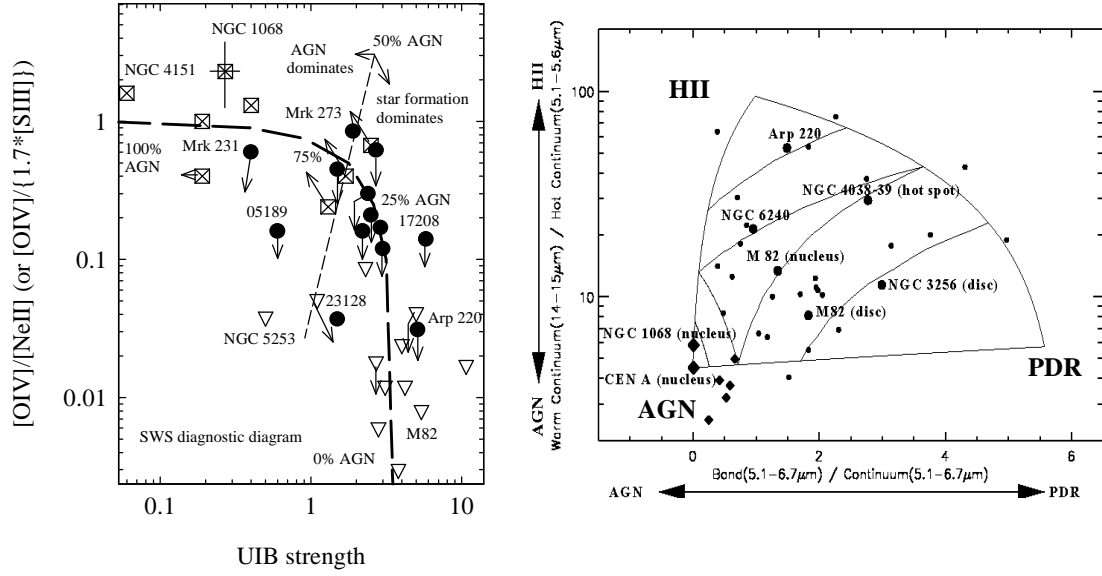 NGC 1068
NGC 4151
AGN
dominates
50% AGN
star formation
dominates
Mrk 273
Mrk 231
100%
AGN
75%
25% AGN
17208
05189
23128
NGC 5253
Arp 220
M82
SWS diagnostic diagram
0% AGN
1
0.1
0.01
0.1
1
10
UIB strength
[OIV]/[NeII] (or [OIV]/{1.7*[SIII]})
HII
AGN
Warm Continuum(14-15μm) / Hot Continuum(5.1-5.6μm)
100
10
HII
Arp 220
NGC 4038-39 (hot spot)
NGC 6240
M 82 (nucleus)
NGC 3256 (disc)
M82 (disc)
NGC 1068 (nucleus)
CEN A (nucleus)
PDR
AGN
0
2
4
6
Band(5.1-6.7μm) / Continuum(5.1-6.7μm)
AGN
PDR